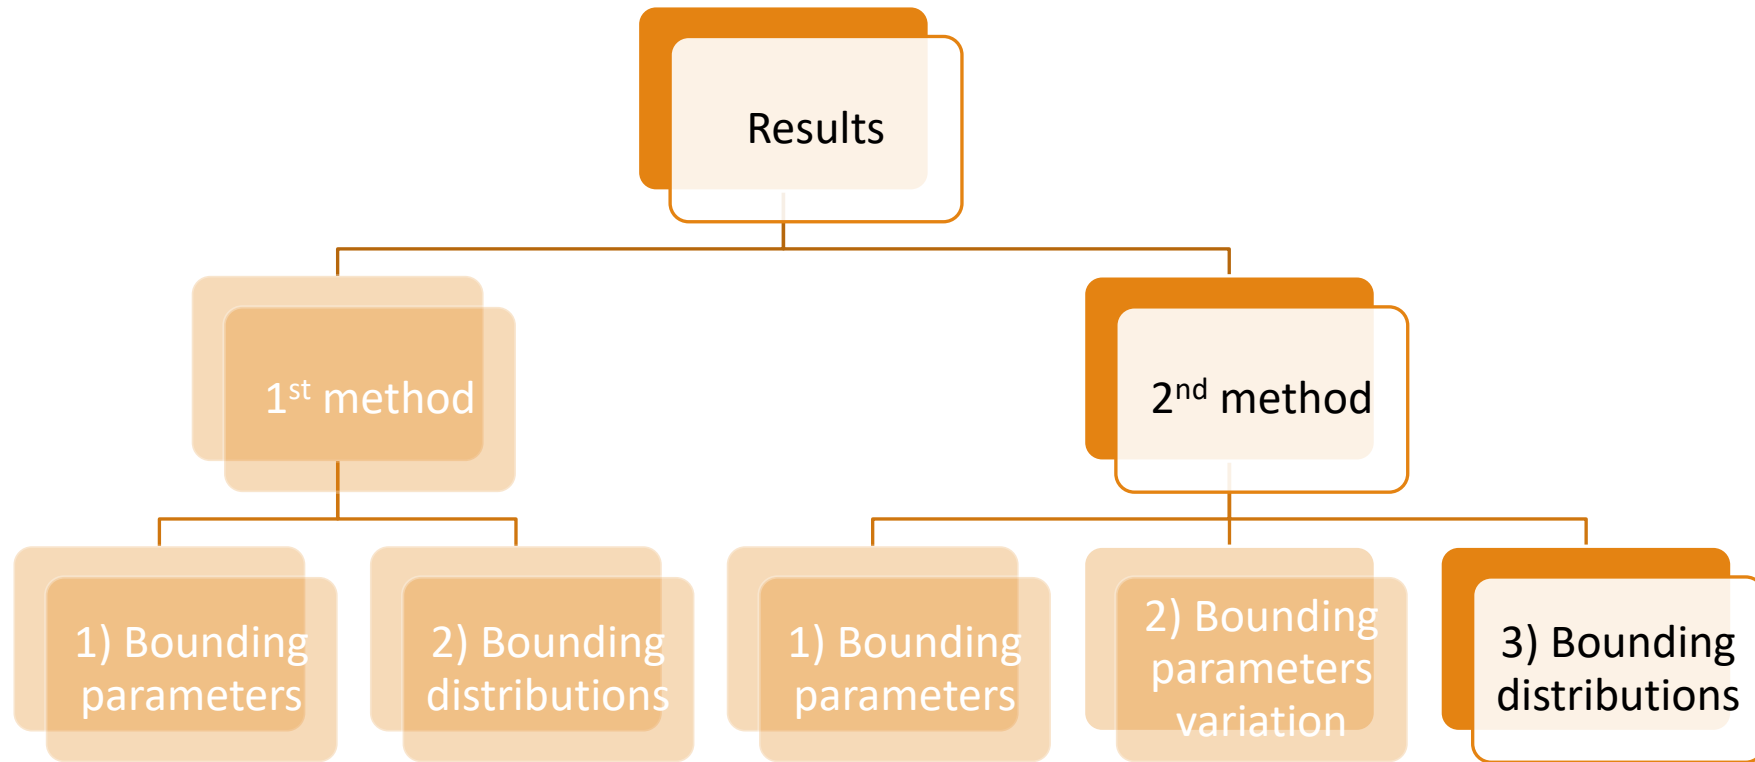 Results
1st method
2nd method
1) Bounding
parameters
2) Bounding
distributions
1) Bounding
parameters
2) Bounding
parameters
variation
3) Bounding
distributions